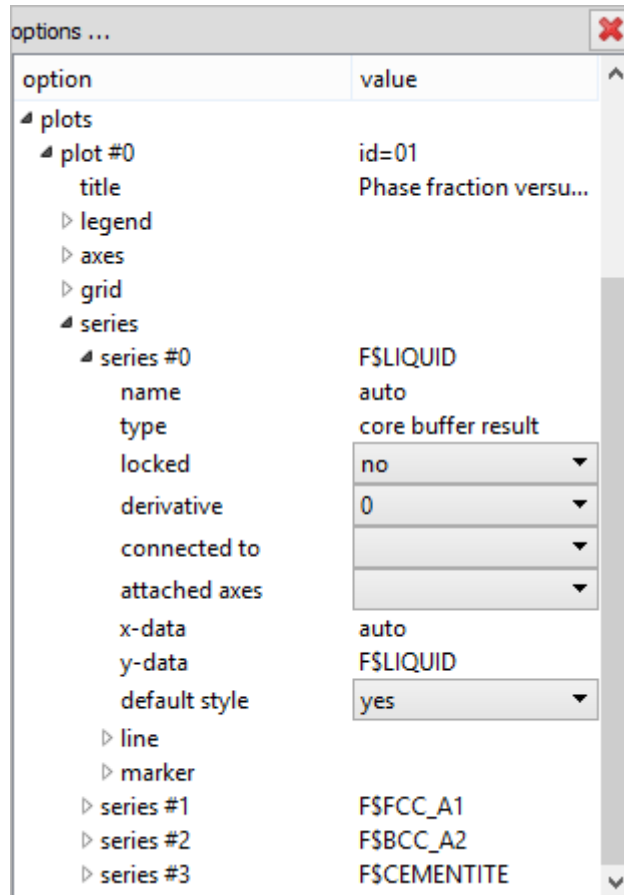 options ...
option value
plots
plot #0 id=01
title Phase fraction versu...
legend
axes
grid
series
series #0 F$LIQUID
name auto
type core buffer result
locked no
derivative 0
connected to
attached axes
x-data auto
y-data F$LIQUID
default style yes
line
marker
series #1 F$FCC_A1
series #2 F$BCC_A2
series #3 F$CEMENTITE